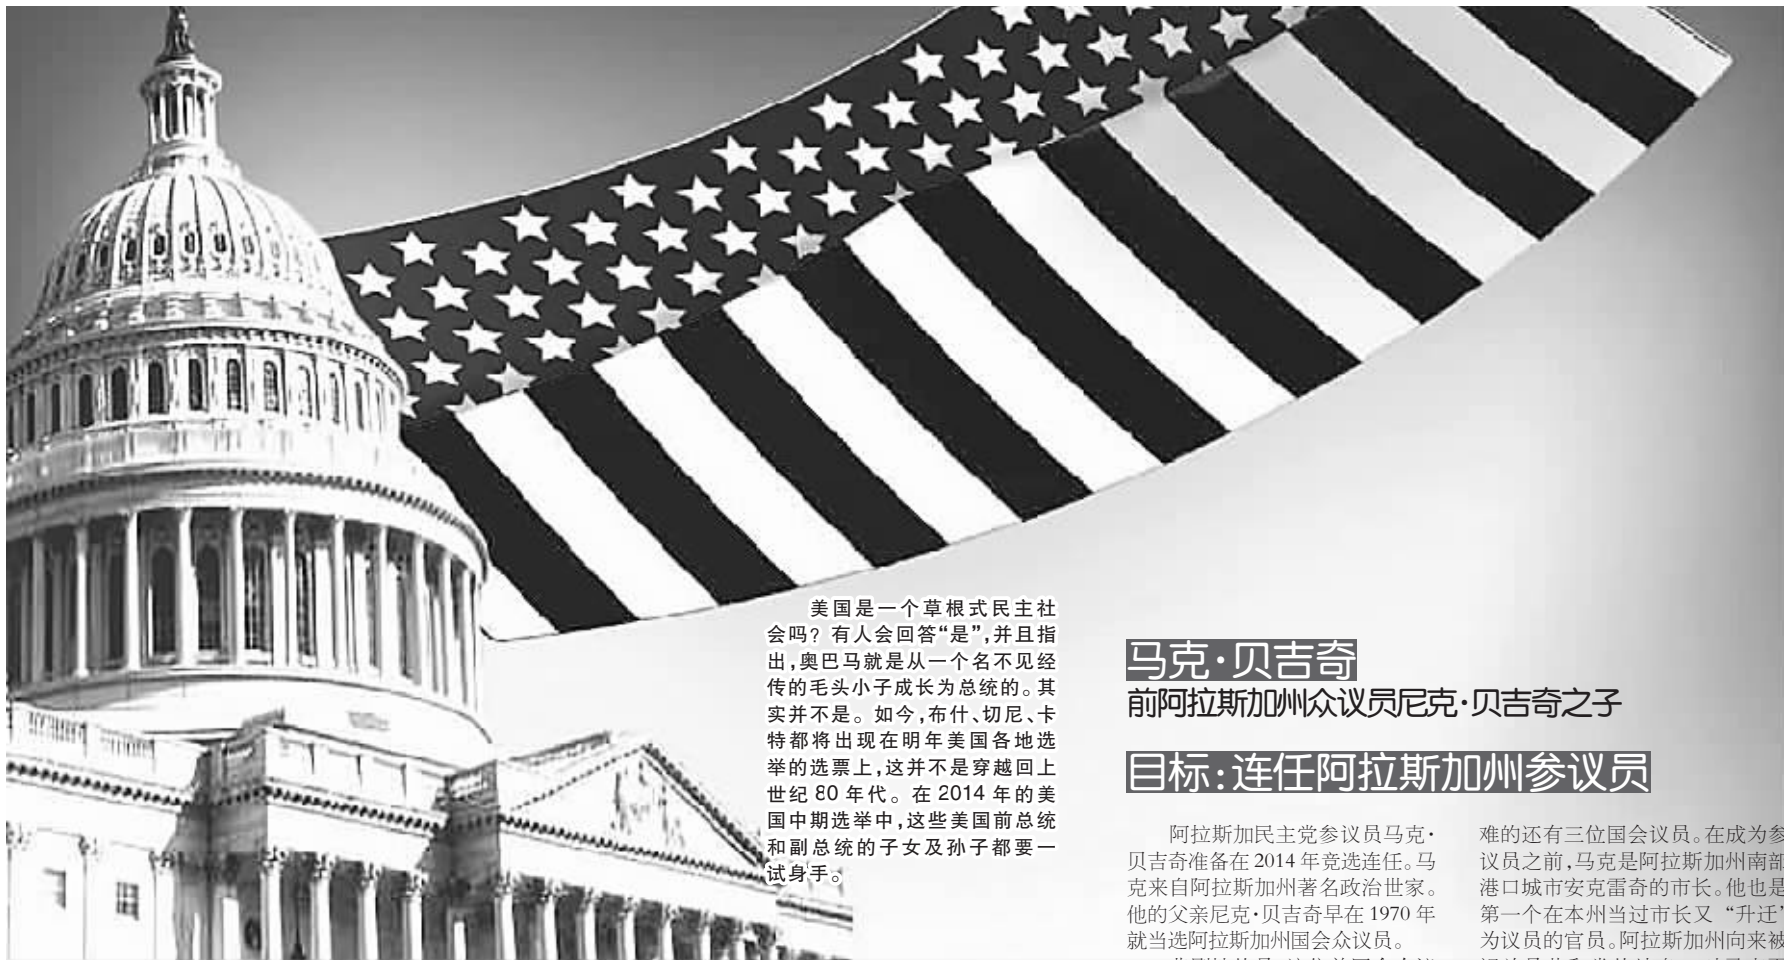 美国是一个草根式民主社
会吗？有人会回答“是”，并且指
出，奥巴马就是从一个名不见经
传的毛头小子成长为总统的。其
实并不是。如今，布什、切尼、卡
特都将出现在明年美国各地选
举的选票上，这并不是穿越回上
世纪 80 年代。在 2014 年的美
国中期选举中，这些美国前总统
和副总统的子女及孙子都要一
试身手。
马克·贝吉奇
前阿拉斯加州众议员尼克·贝吉奇之子
目标：连任阿拉斯加州参议员
阿拉斯加民主党参议员马克·
贝吉奇准备在 2014 年竞选连任。马
克来自阿拉斯加州著名政治世家。
他的父亲尼克·贝吉奇早在 1970 年
就当选阿拉斯加州国会众议员。
难的还有三位国会议员。在成为参
议员之前，马克是阿拉斯加州南部
港口城市安克雷奇的市长。他也是
第一个在本州当过市长又“升迁”
为议员的官员。阿拉斯加州向来被